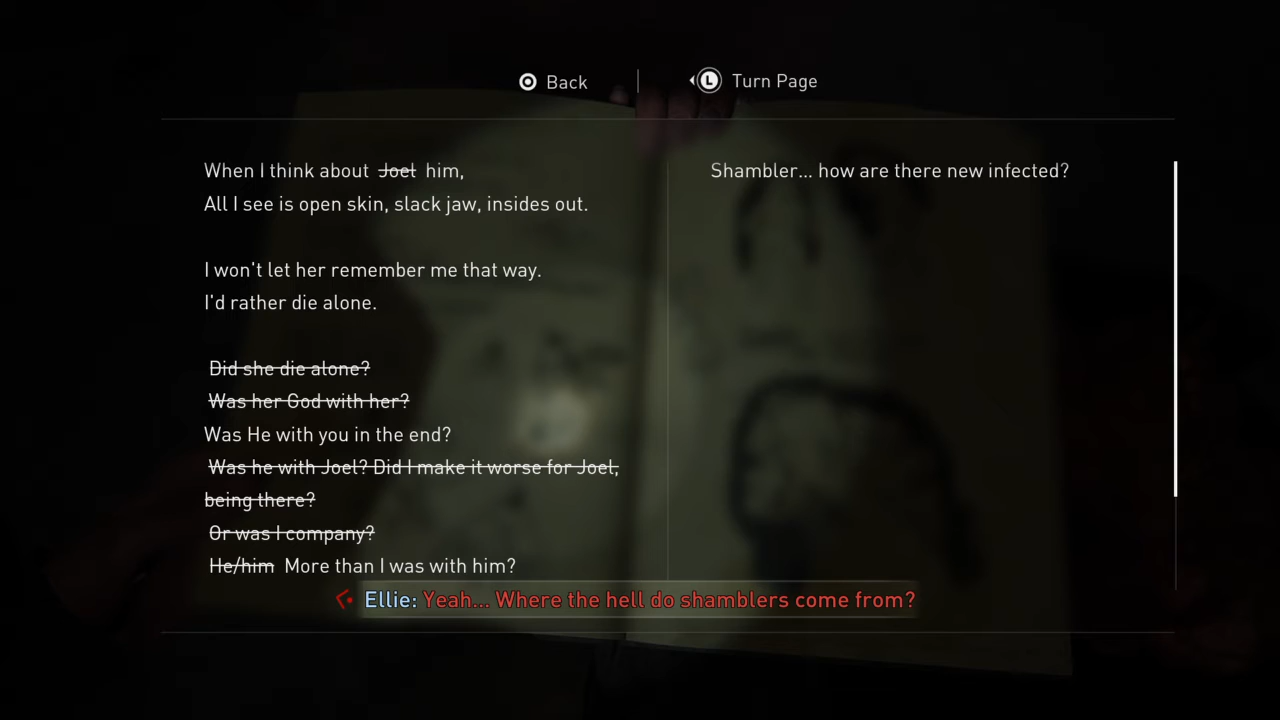 Back
L Turn Page
When I think about Joel him,
All I see is open skin, slack jaw, insides out.
I won't let her remember me that way.
I'd rather die alone.
Did she die alone?
Was her God with her?
Was He with you in the end?
Was he with Joel? Did I make it worse for Joel,
being there?
Or was I company?
He/him More than I was with him?
Shambler... how are there new infected?
Ellie: Yeah... Where the hell do shamblers come from?